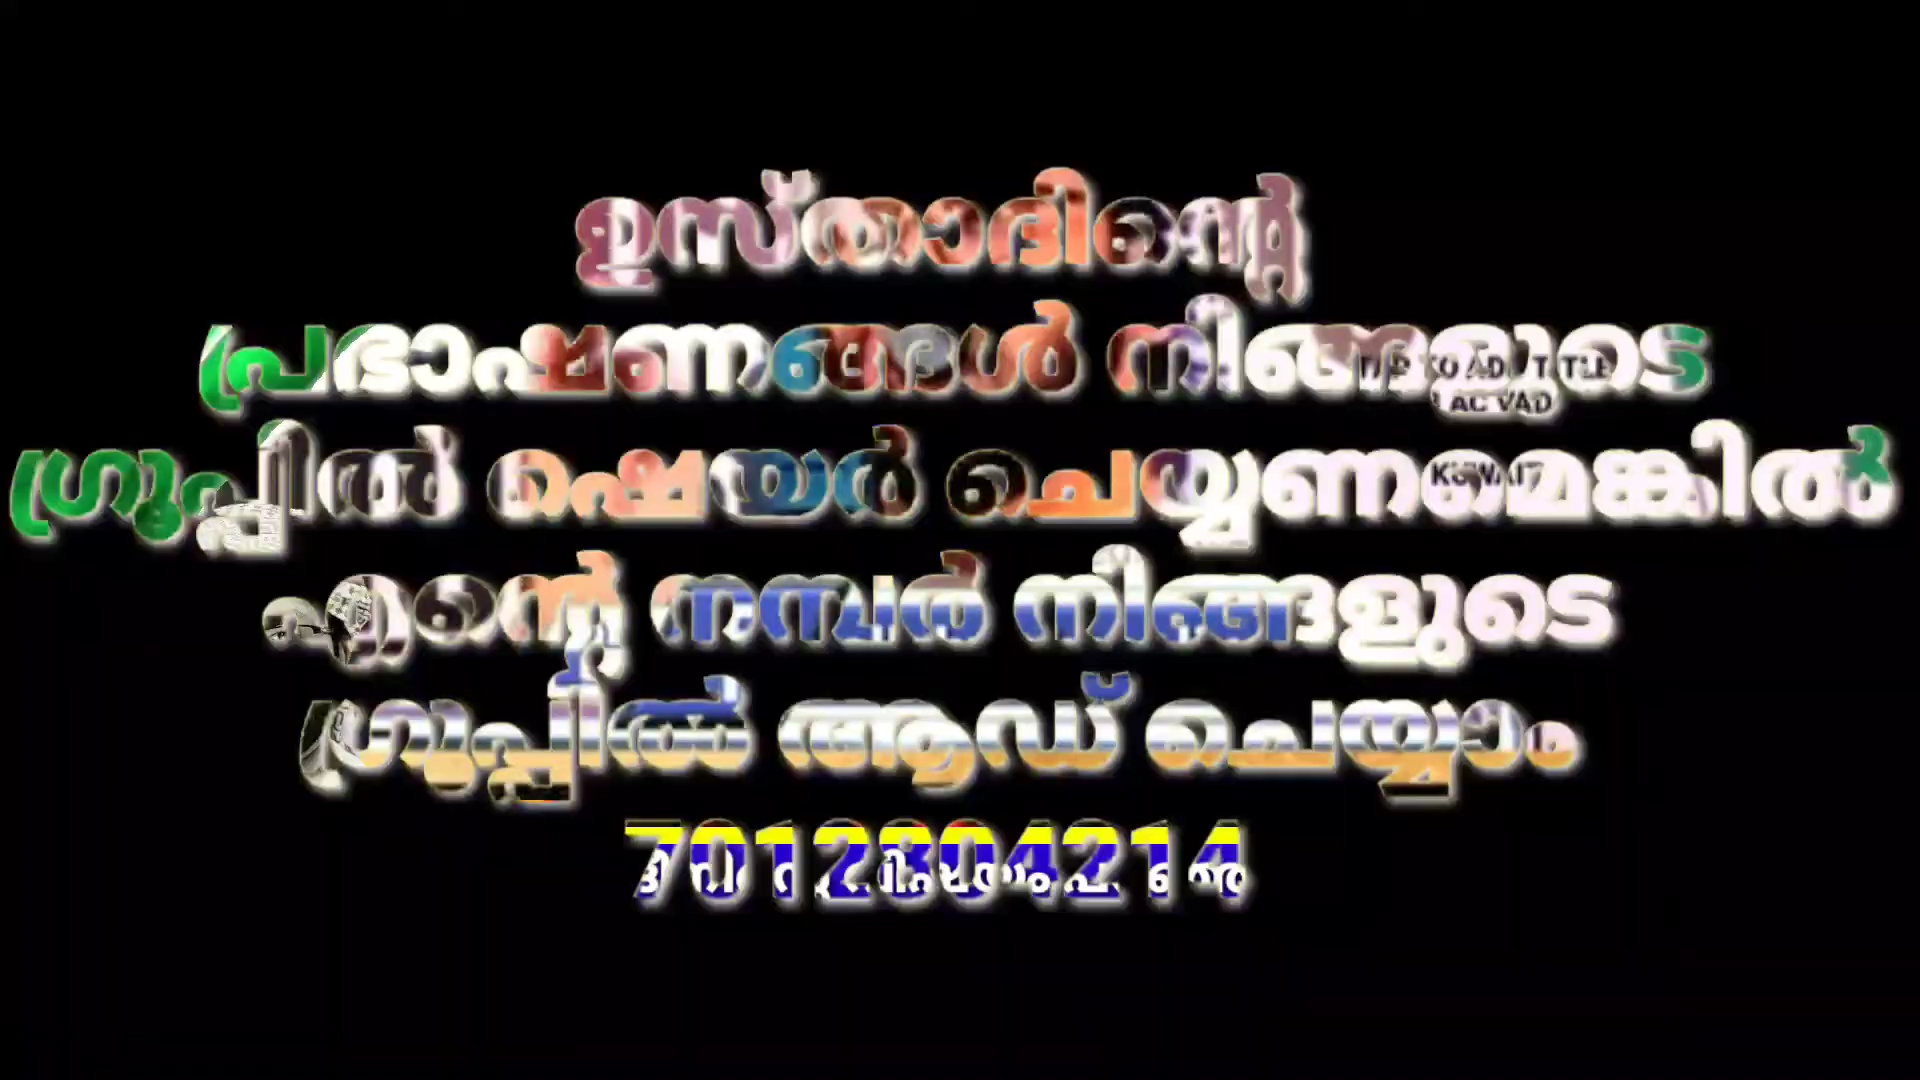 ഉസ്താദിന്റെ
പ്രഭാഷണങ്ങൾ നിങ്ങളുടെ
ഗ്രൂപ്പിൽ ഷെയർ ചെയ്യണമെങ്കിൽ
എന്റെ നമ്പർ നിങ്ങളുടെ
ഗ്രൂപ്പിൽ ആഡ് ചെയ്യാം
7012804214